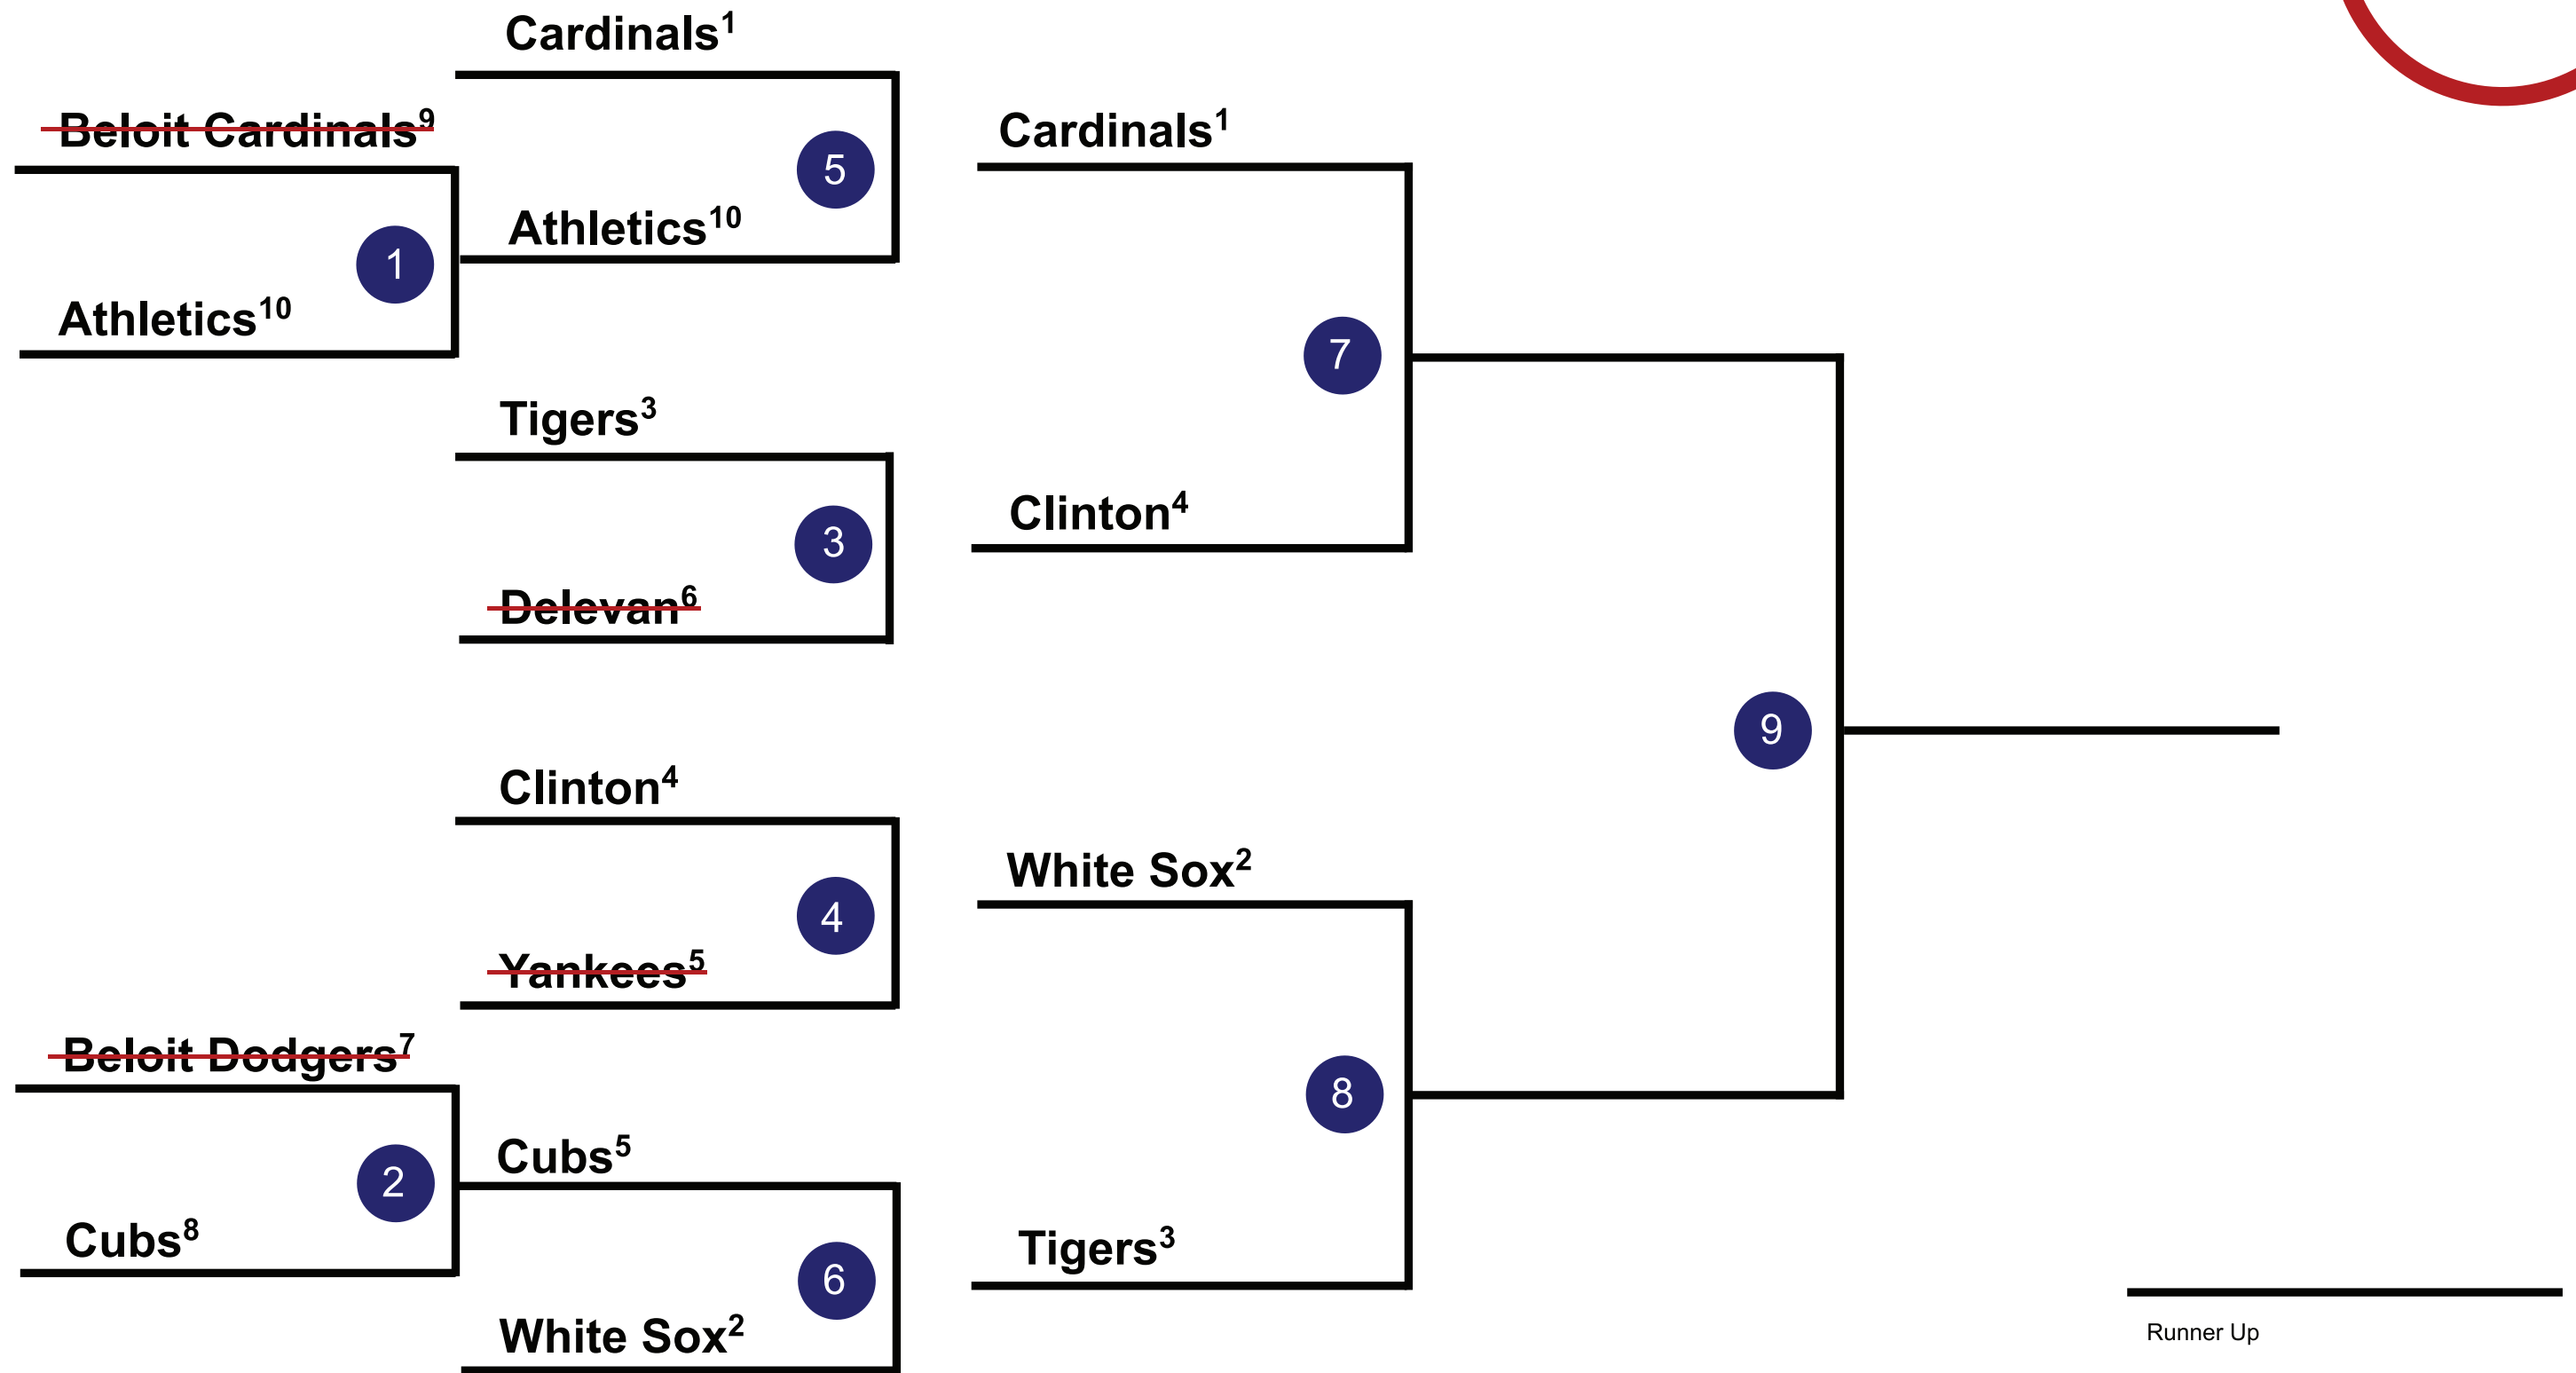 Cardinals¹
Beloit Cardinals⁹
Cardinals¹
5
Athletics¹⁰
1
Athletics¹⁰
7
Tigers³
Clinton⁴
3
Delevan⁶
9
Clinton⁴
White Sox²
4
Yankees⁵
Beloit Dodgers⁷
8
Cubs⁵
2
Cubs⁸
Tigers³
6
White Sox²
Runner Up